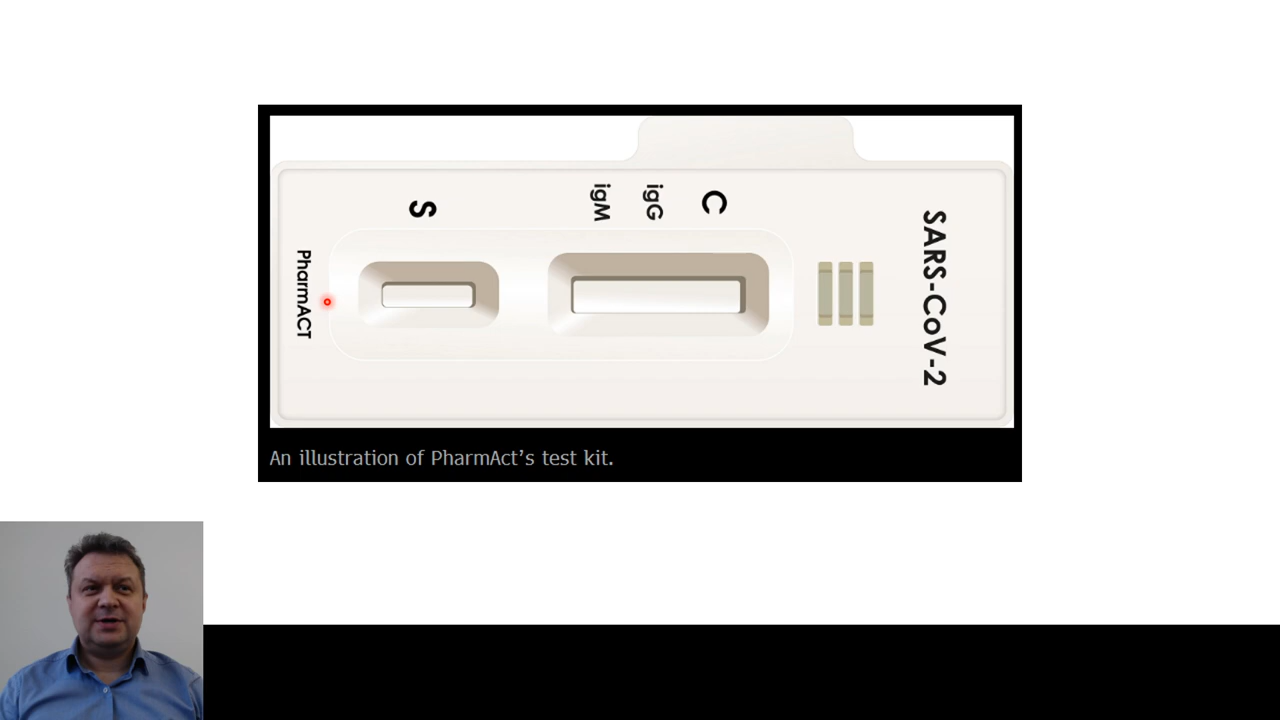 PharmACT
S
igM
igG
C
SARS-CoV-2
An illustration of PharmAct’s test kit.